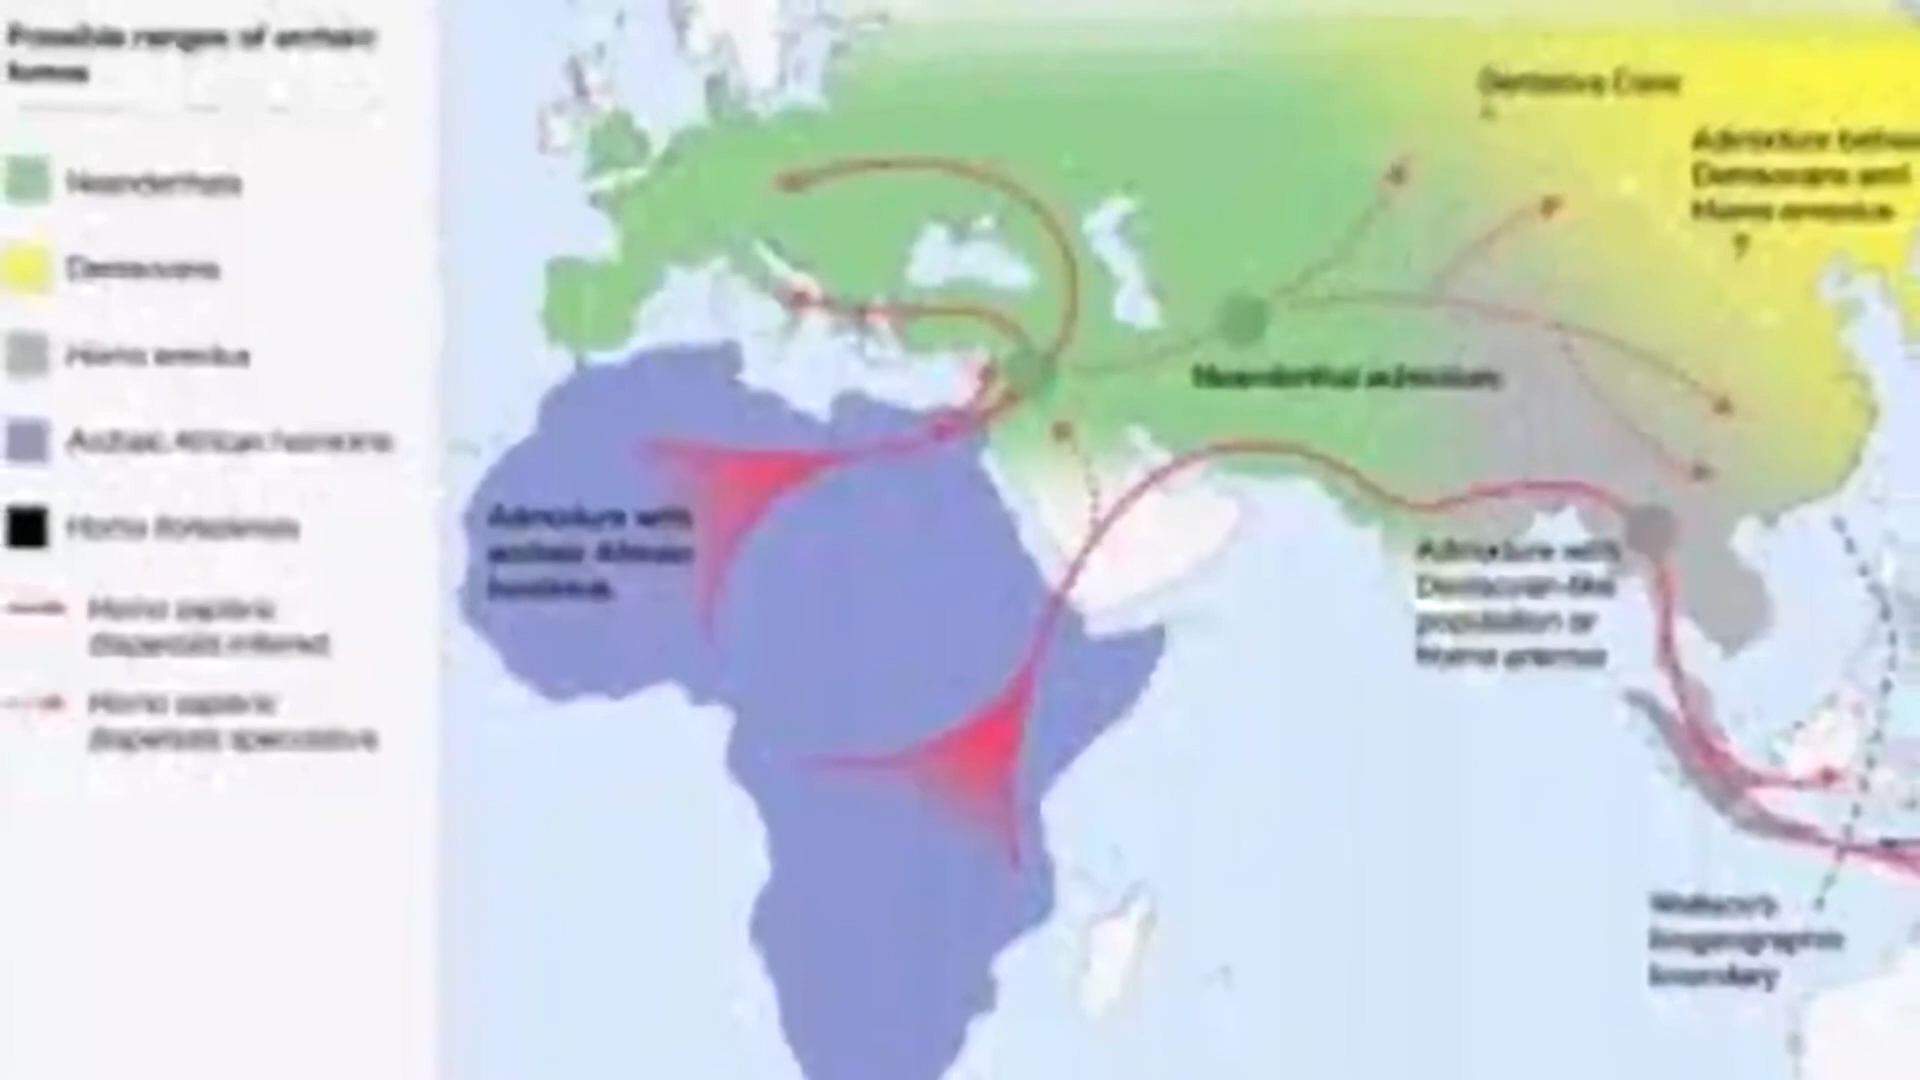 Possible ranges of archaic
homos
Neanderthals
Denisovans
Homo erectus
Archaic African hominins
Homo floresiensis
Homo sapiens
dispersals inferred
Homo sapiens
dispersals speculative
Denisova Cave
Admixture betwe
Denisovans and
Homo erectus
?
Neanderthal admixture
Admixture with
archaic African
hominins
Admixture with
Denisovan-like
population or
Homo erectus
Wallace's
biogeographic
boundary